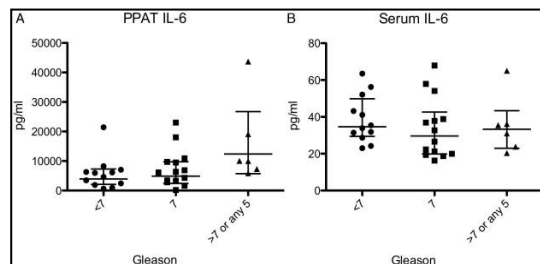 A
PPAT IL-6
pg/ml
50000
40000
30000
20000
10000
0
<7
7
>7 or any 5
Gleason
B
Serum IL-6
pg/ml
80
60
40
20
0
<7
7
>7 or any 5
Gleason